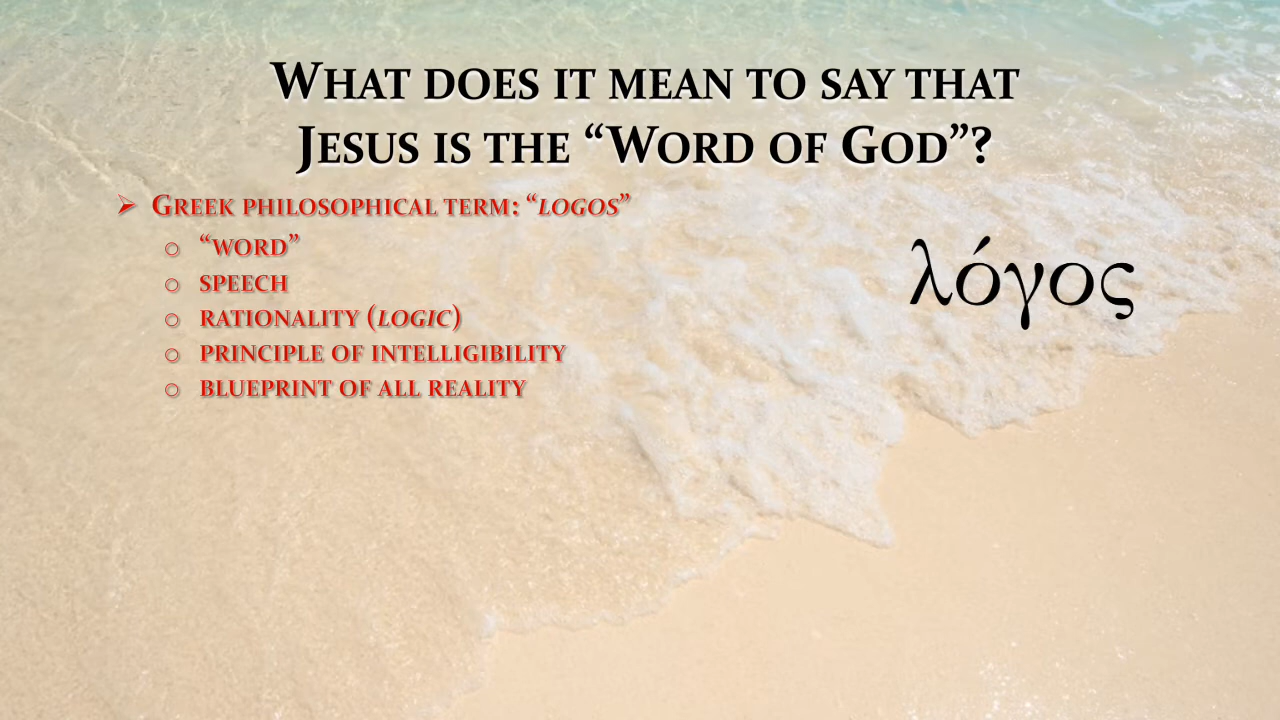 What does it mean to say that
Jesus is the “Word of God”?
➢ Greek philosophical term: “logos”
o “word”
o speech
o rationality (logic)
o principle of intelligibility
o blueprint of all reality
λόγος